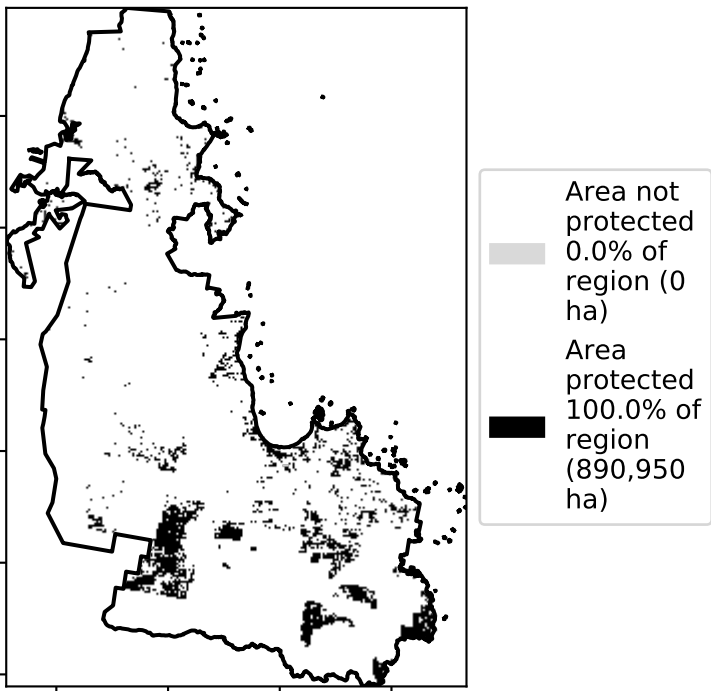 Area not
protected
0.0% of
region (0
ha)
Area
protected
100.0% of
region
(890,950
ha)